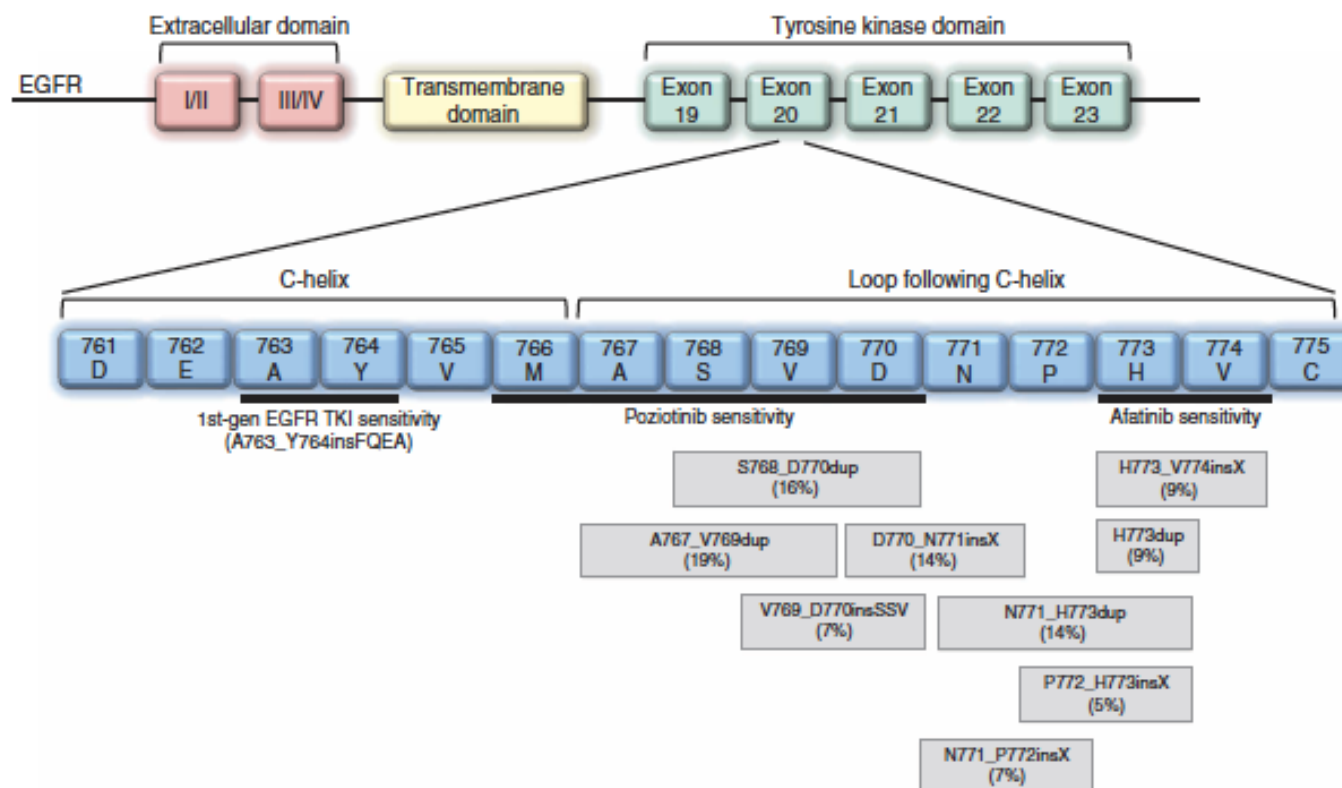 Extracellular domain
Tyrosine kinase domain
EGFR
I/II
III/IV
Transmembrane
domain
Exon
19
Exon
20
Exon
21
Exon
22
Exon
23
C-helix
Loop following C-helix
761
D
762
E
763
A
764
Y
765
V
766
M
767
A
768
S
769
V
770
D
771
N
772
P
773
H
774
V
775
C
1st-gen EGFR TKI sensitivity
(A763_Y764insFQEA)
Poziotinib sensitivity
Afatinib sensitivity
S768_D770dup
(16%)
H773_V774insX
(9%)
A767_V769dup
(19%)
D770_N771insX
(14%)
H773dup
(9%)
V769_D770insSSV
(7%)
N771_H773dup
(14%)
P772_H773insX
(5%)
N771_P772insX
(7%)